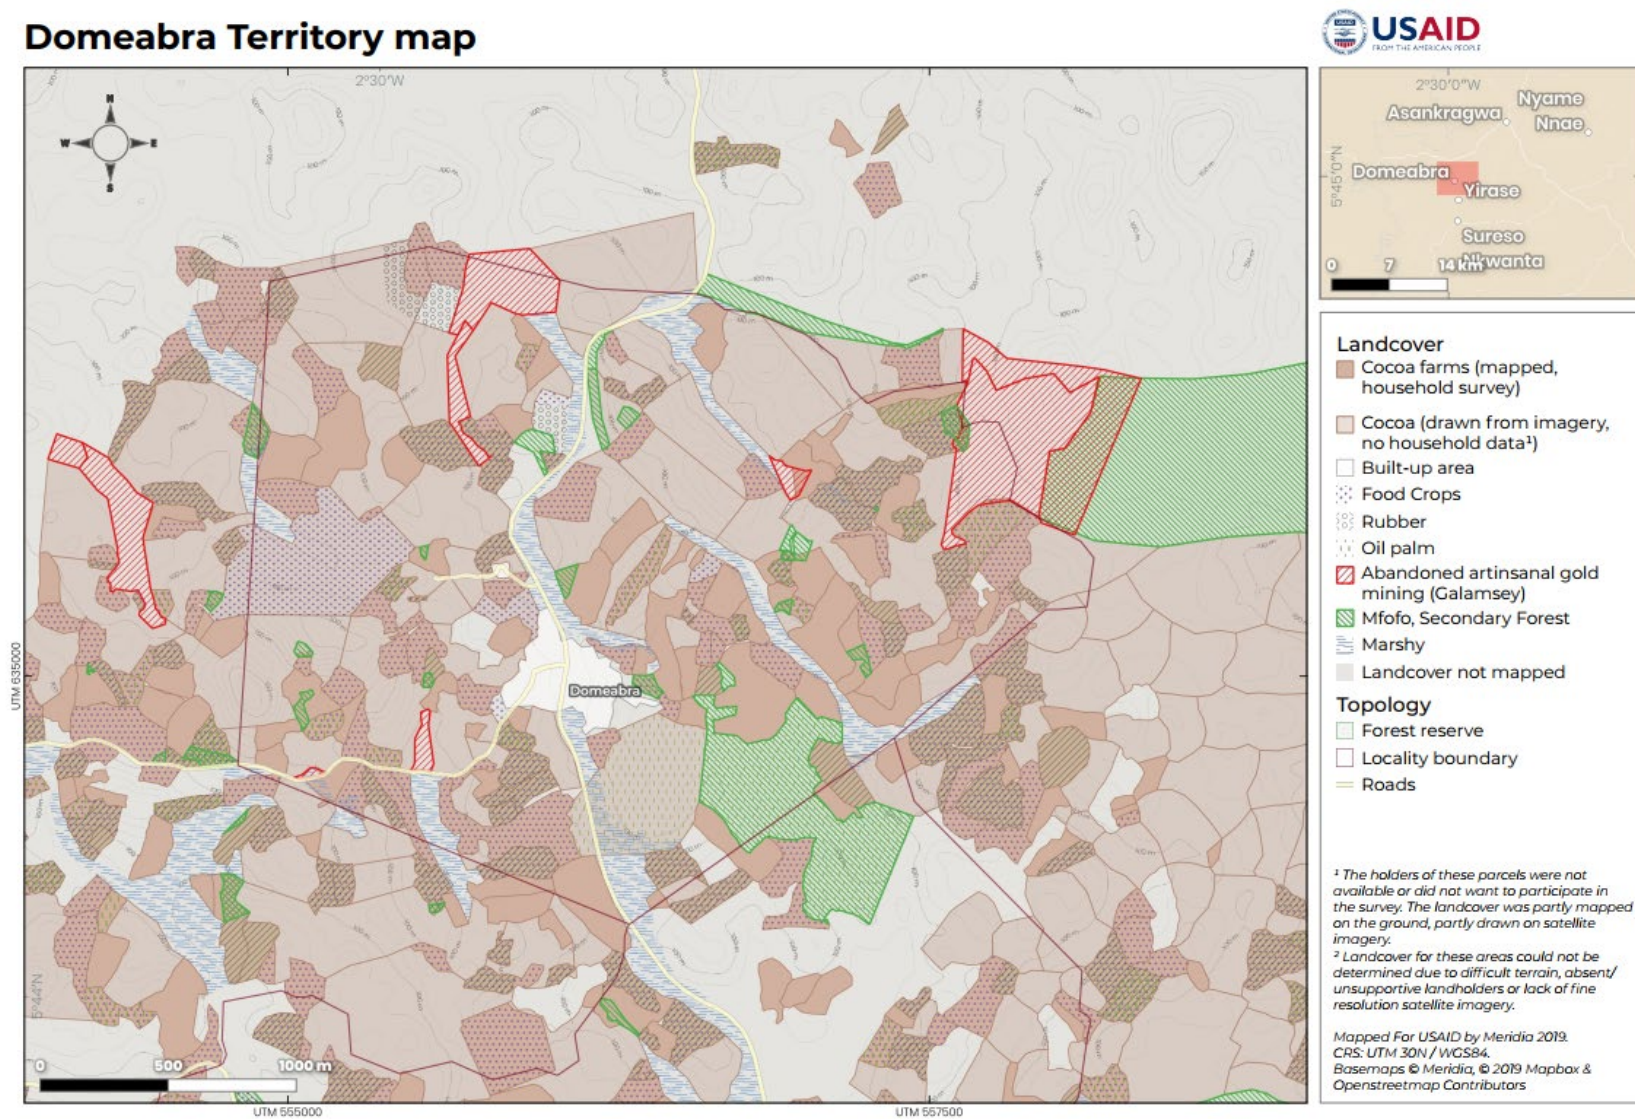 Domeabra Territory map
USAID
FROM THE AMERICAN PEOPLE
2°30'W
N
W
E
S
Domeabra
UTM 635000
5°44'N
0 500 1000 m
UTM 555000
UTM 557500
2°30'0"W
5°45'0"N
Asankragwa
Nyame
Nnae
Domeabra
Yirase
Sureso
Nkwanta
0 7 14 km
Landcover
Cocoa farms (mapped,
household survey)
Cocoa (drawn from imagery,
no household data¹)
Built-up area
Food Crops
Rubber
Oil palm
Abandoned artinsanal gold
mining (Galamsey)
Mfofo, Secondary Forest
Marshy
Landcover not mapped
Topology
Forest reserve
Locality boundary
Roads
¹ The holders of these parcels were not
available or did not want to participate in
the survey. The landcover was partly mapped
on the ground, partly drawn on satellite
imagery.
² Landcover for these areas could not be
determined due to difficult terrain, absent/
unsupportive landholders or lack of fine
resolution satellite imagery.
Mapped For USAID by Meridia 2019.
CRS: UTM 30N / WGS84.
Basemaps © Meridia, © 2019 Mapbox &
Openstreetmap Contributors